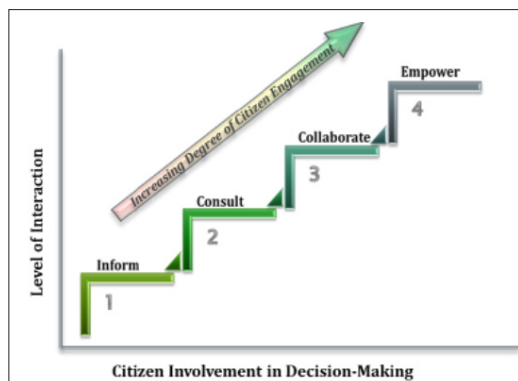 Empower
4
Increasing Degree of Citizen Engagement
Collaborate
3
Consult
2
Inform
1
Level of Interaction
Citizen Involvement in Decision-Making